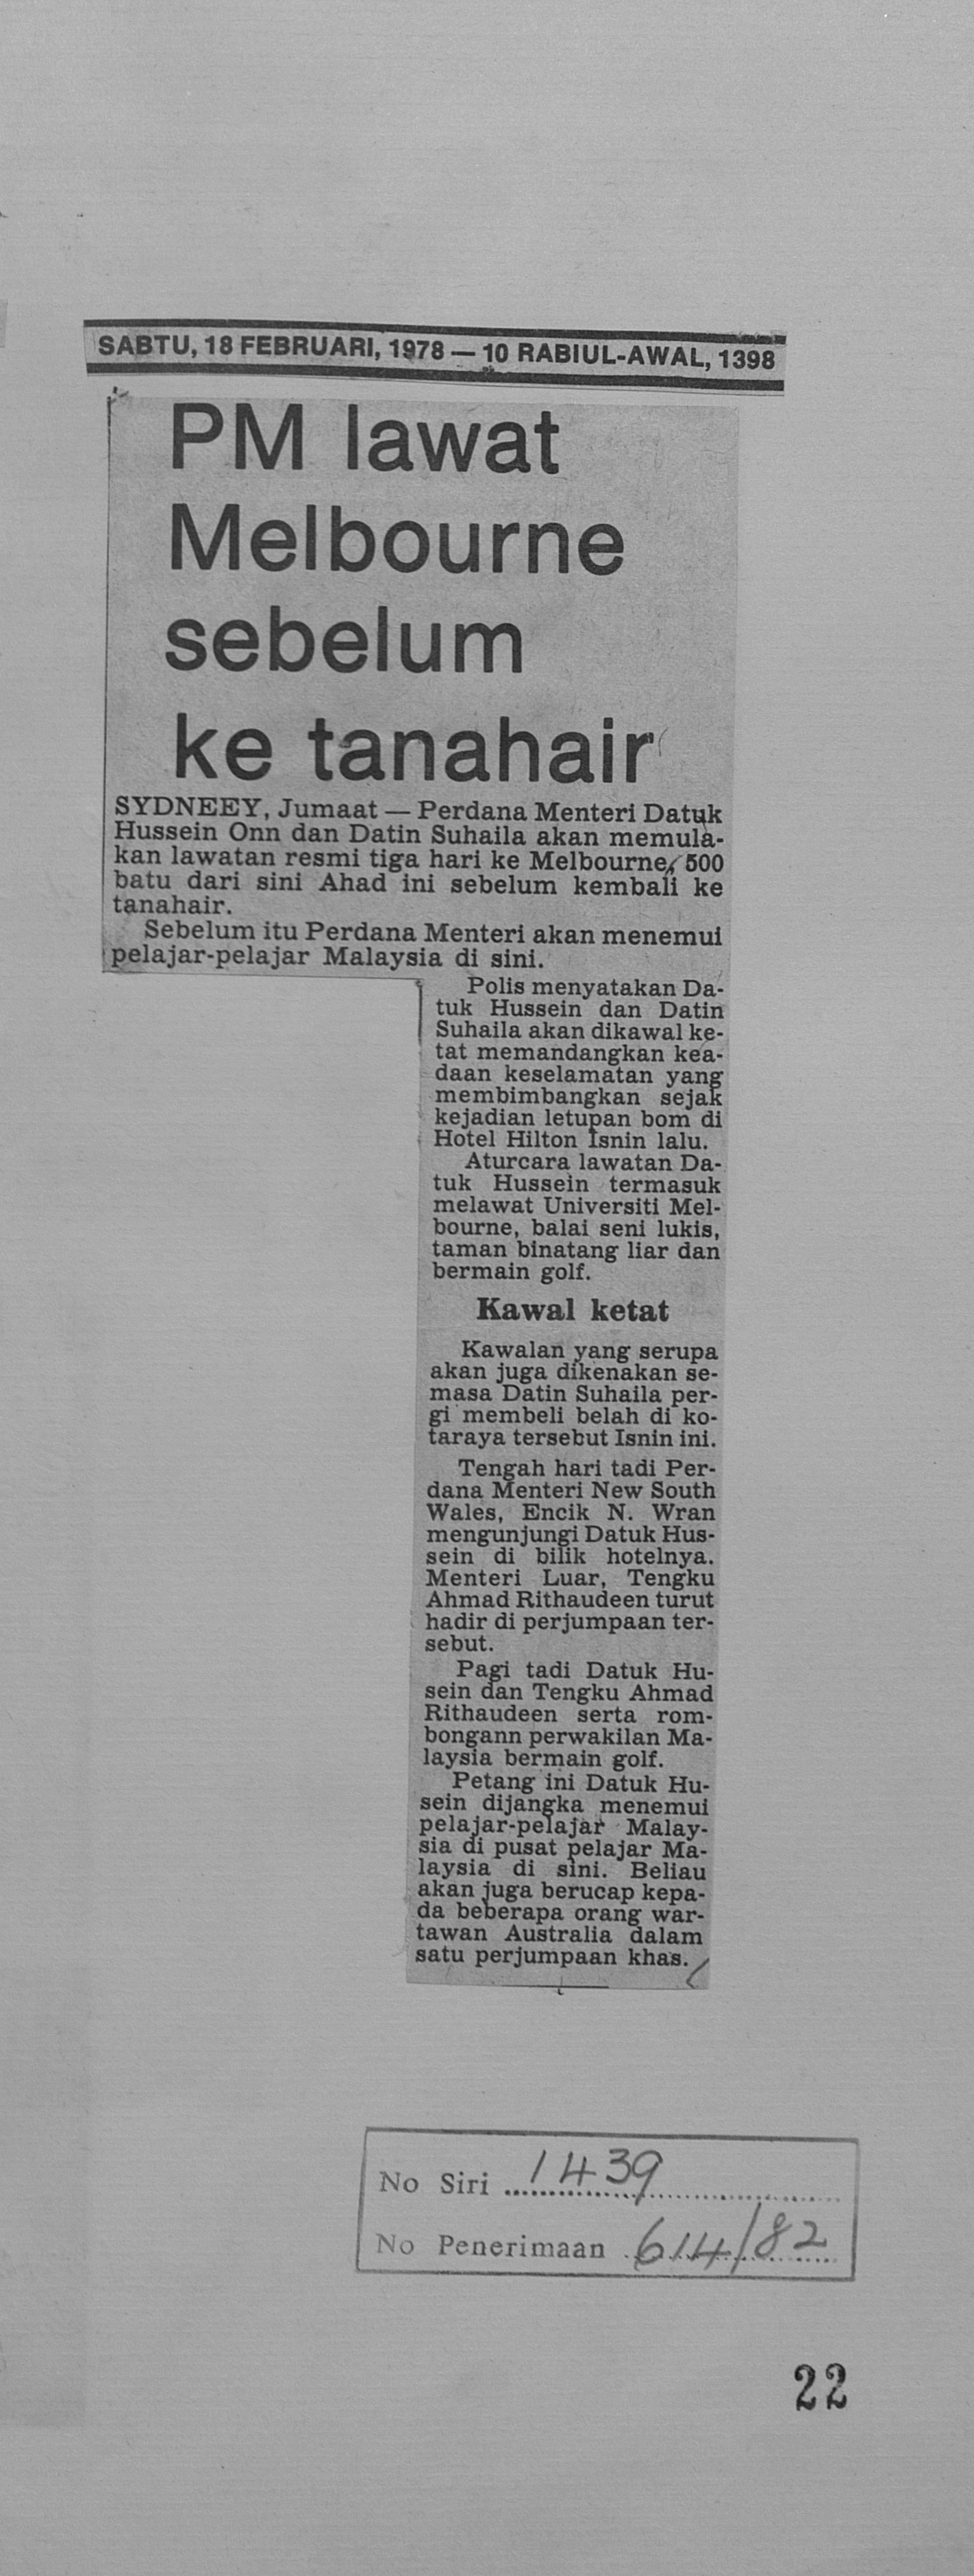 SABTU, 18 FEBRUARI, 1978 — 10 RABIUL-AWAL, 1398
PM lawat
Melbourne
sebelum
ke tanahair
SYDNEEY, Jumaat — Perdana Menteri Datuk
Hussein Onn dan Datin Suhaila akan memula-
kan lawatan resmi tiga hari ke Melbourne, 500
batu dari sini Ahad ini sebelum kembali ke
tanahair.
Sebelum itu Perdana Menteri akan menemui
pelajar-pelajar Malaysia di sini.
Polis menyatakan Da-
tuk Hussein dan Datin
Suhaila akan dikawal ke-
tat memandangkan kea-
daan keselamatan yang
membimbangkan sejak
kejadian letupan bom di
Hotel Hilton Isnin lalu.
Aturcara lawatan Da-
tuk Hussein termasuk
melawat Universiti Mel-
bourne, balai seni lukis,
taman binatang liar dan
bermain golf.
Kawal ketat
Kawalan yang serupa
akan juga dikenakan se-
masa Datin Suhaila per-
gi membeli belah di ko-
taraya tersebut Isnin ini.
Tengah hari tadi Per-
dana Menteri New South
Wales, Encik N. Wran
mengunjungi Datuk Hus-
sein di bilik hotelnya.
Menteri Luar, Tengku
Ahmad Rithaudeen turut
hadir di perjumpaan ter-
sebut.
Pagi tadi Datuk Hu-
sein dan Tengku Ahmad
Rithaudeen serta rom-
bongann perwakilan Ma-
laysia bermain golf.
Petang ini Datuk Hu-
sein dijangka menemui
pelajar-pelajar Malay-
sia di pusat pelajar Ma-
laysia di sini. Beliau
akan juga berucap kepa-
da beberapa orang war-
tawan Australia dalam
satu perjumpaan khas.
No Siri 1439
No Penerimaan 614/82
22